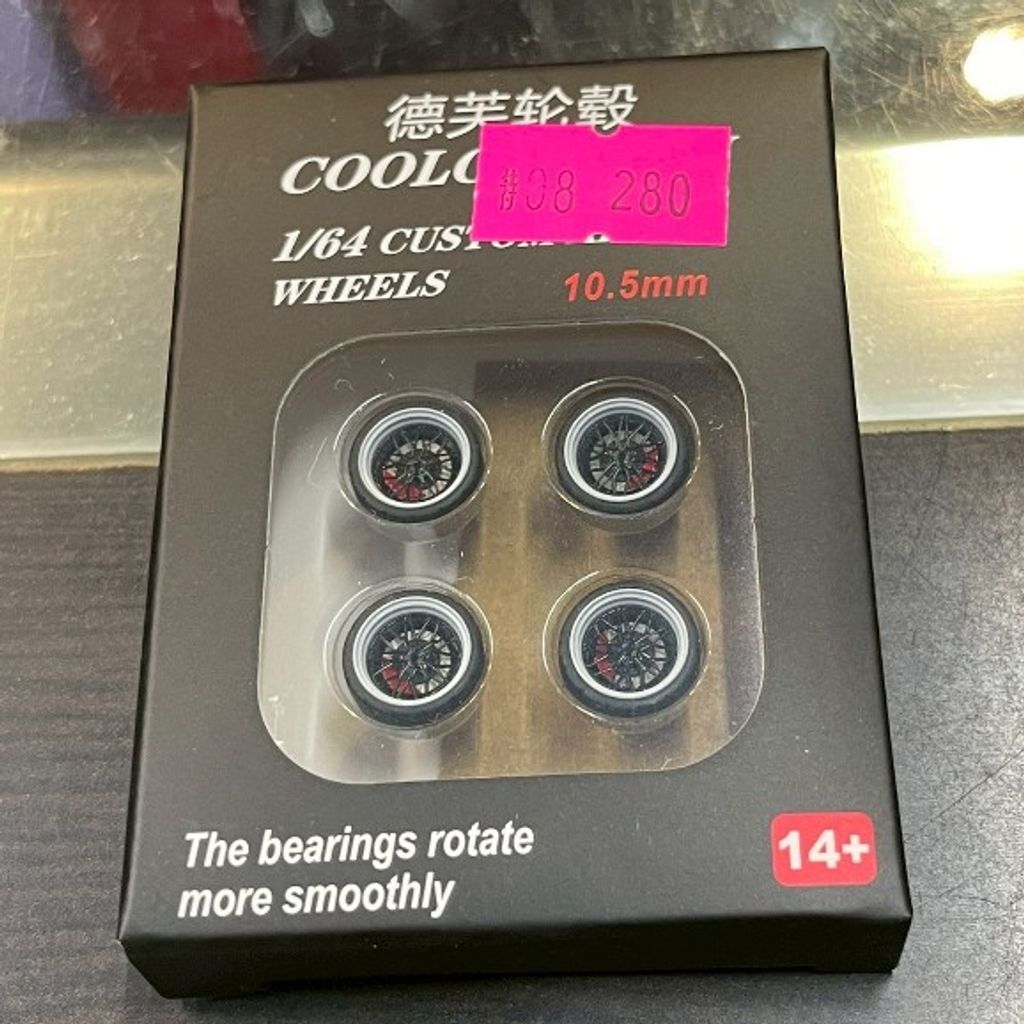 德芙轮毂
1/64
WHEELS
10.5mm
08 280
The bearings rotate
more smoothly
14+